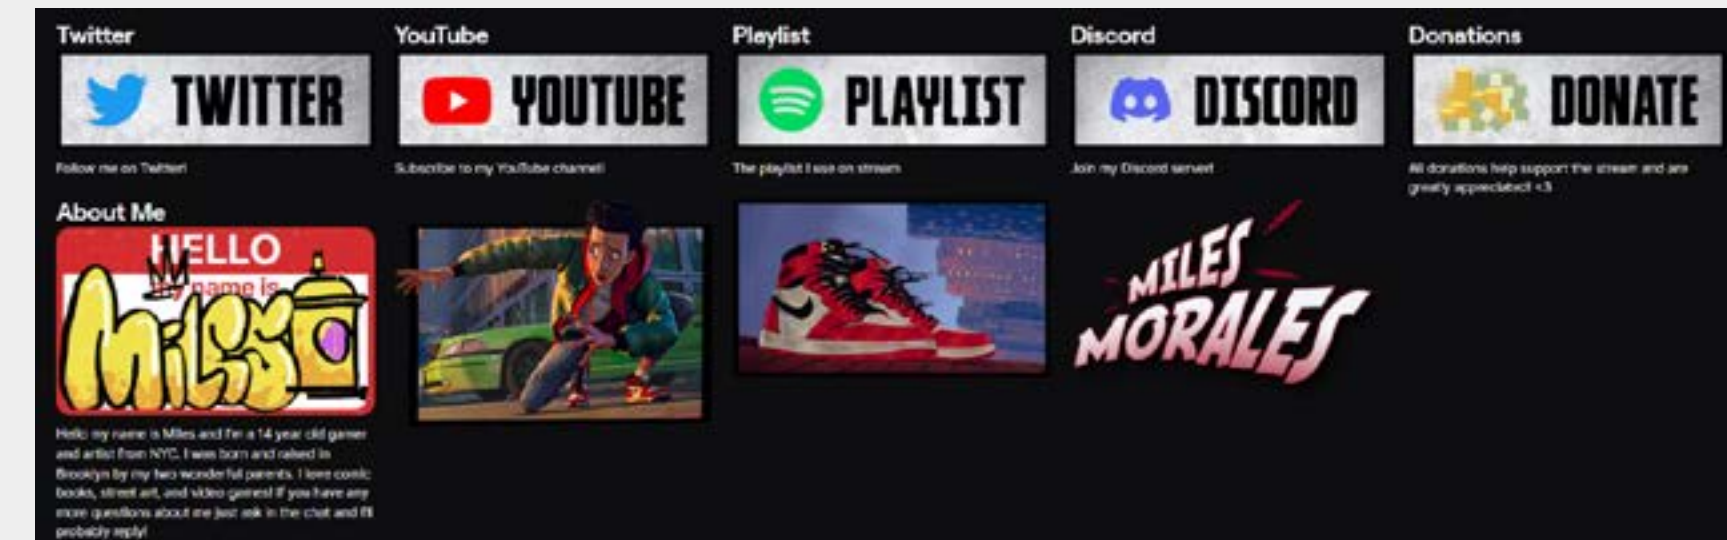 Twitter
YouTube
Playlist
Discord
Donations
TWITTER
YOUTUBE
PLAYLIST
DISCORD
DONATE
Follow me on Twitter!
Subscribe to my YouTube channel!
The playlist I use on stream
Join my Discord server!
All donations help support the stream and are
greatly appreciated! <3
About Me
HELLO
my name is
MiLES
MILES
MORALES
Hello my name is Miles and I'm a 14 year old gamer
and artist from NYC. I was born and raised in
Brooklyn by my two wonderful parents. I love comic
books, street art, and video games! If you have any
more questions about me just ask in the chat and I'll
probably reply!